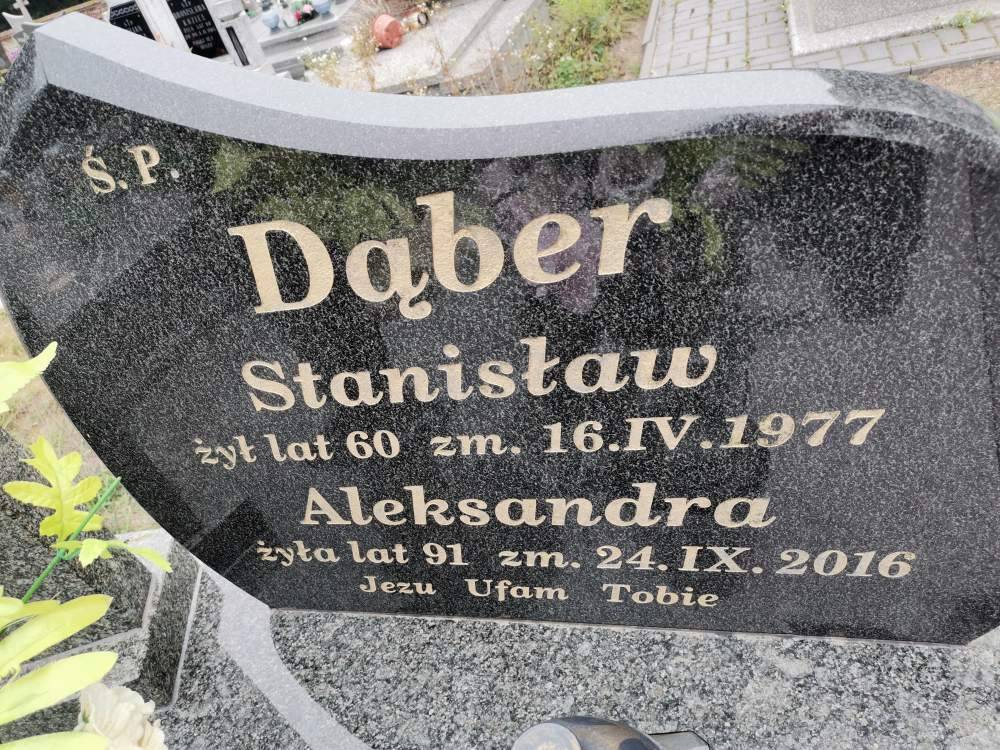 Ś.P.
Dąber
Stanisław
żył lat 60 zm. 16.IV.1977
Aleksandra
żyła lat 91 zm. 24.IX.2016
Jezu Ufam Tobie